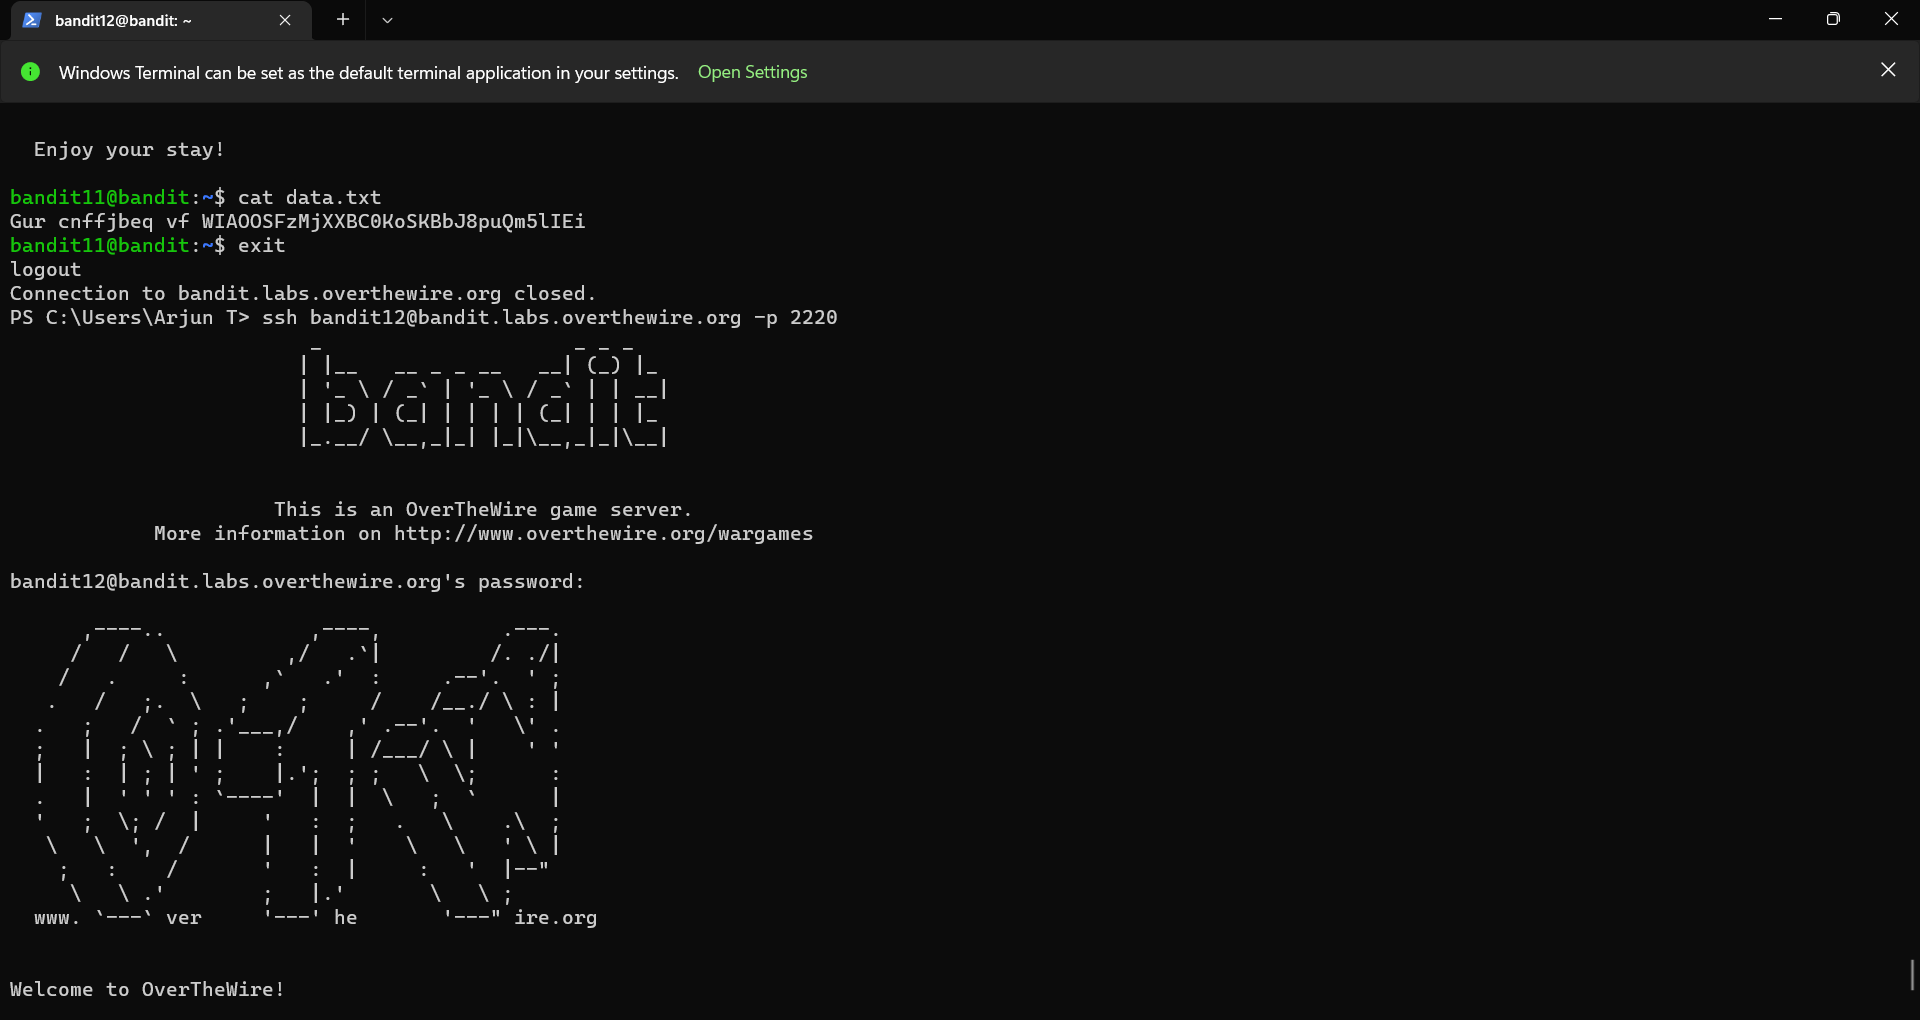 bandit12@bandit: ~
Windows Terminal can be set as the default terminal application in your settings. Open Settings
Enjoy your stay!
bandit11@bandit:~$ cat data.txt
Gur cnffjbeq vf WIAOOSFzMjXXBC0KoSKBbJ8puQm5lIEi
bandit11@bandit:~$ exit
logout
Connection to bandit.labs.overthewire.org closed.
PS C:\Users\Arjun T> ssh bandit12@bandit.labs.overthewire.org -p 2220
bandit
This is an OverTheWire game server.
More information on http://www.overthewire.org/wargames
bandit12@bandit.labs.overthewire.org's password:
www. ver he ire.org
Welcome to OverTheWire!